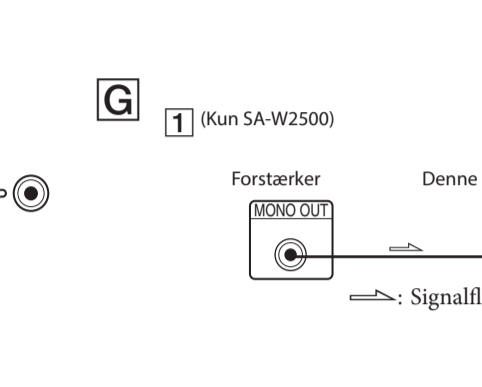 G
1 (Kun SA-W2500)
Forstærker
Denne
MONO OUT
: Signalfl